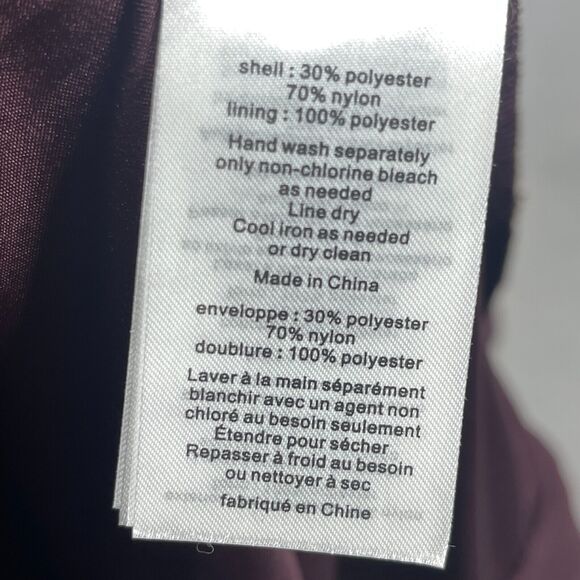 shell : 30% polyester
70% nylon
lining : 100% polyester
Hand wash separately
only non-chlorine bleach
as needed
Line dry
Cool iron as needed
or dry clean
Made in China
enveloppe : 30% polyester
70% nylon
doublure : 100% polyester
Laver à la main séparément
blanchir avec un agent non
chloré au besoin seulement
Étendre pour sécher
Repasser à froid au besoin
ou nettoyer à sec
fabriqué en Chine